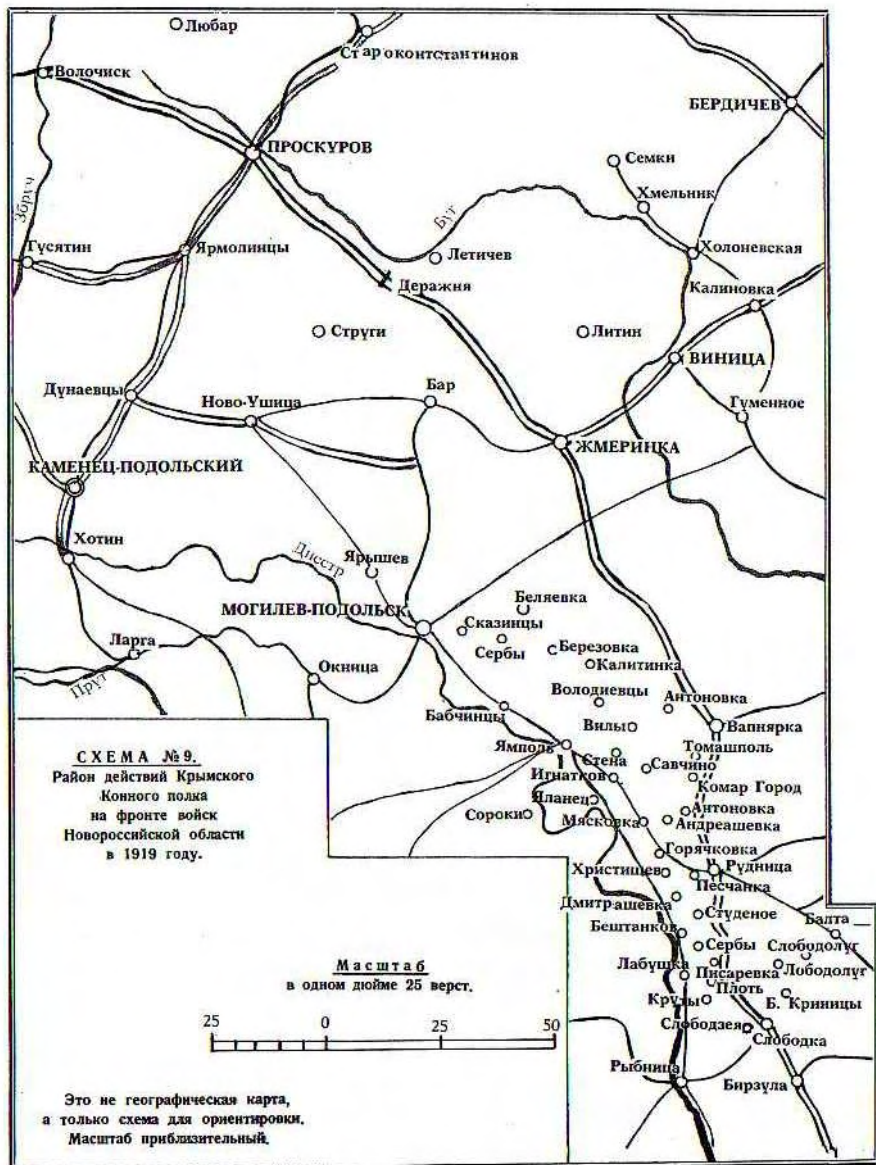 Любар
Староконтстантинов
Волочиск
БЕРДИЧЕВ
ПРОСКУРОВ
Семки
Збруч
Хмельник
Бут
Гусятин
Ярмолинцы
Летичев
Холоневская
Деражня
Калиновка
Струги
Литин
ВИНИЦА
Дунаевцы
Ново-Ушица
Бар
Гуменное
ЖМЕРИНКА
КАМЕНЕЦ-ПОДОЛЬСКИЙ
Хотин
Днестр
Ярышев
Беляевка
МОГИЛЕВ-ПОДОЛЬСК
Сказинцы
Сербы
Ларга
Березовка
Окница
Калитинка
Прут
Володиевцы
Антоновка
Бабчинцы
Вилы
Вапнярка
Ямполь
Томашполь
Стена
Савчино
Игнатков
Комар Город
Яланец
Антоновка
Сороки
Мясковка
Андреашевка
Горячковка
Христищев
Рудница
Песчанка
Дмитрашевка
Студеное
Балта
Бештанков
Сербы
Слободолуг
Лабушка
Писаревка
Лободолуг
Плоть
Круты
Б. Криницы
Слободзея
Слободка
Рыбница
Бирзула
СХЕМА №9.
Район действий Крымского
Конного полка
на фронте войск
Новороссийской области
в 1919 году.
Масштаб
в одном дюйме 25 верст.
25 0 25 50
Это не географическая карта,
а только схема для ориентировки.
Масштаб приблизительный.